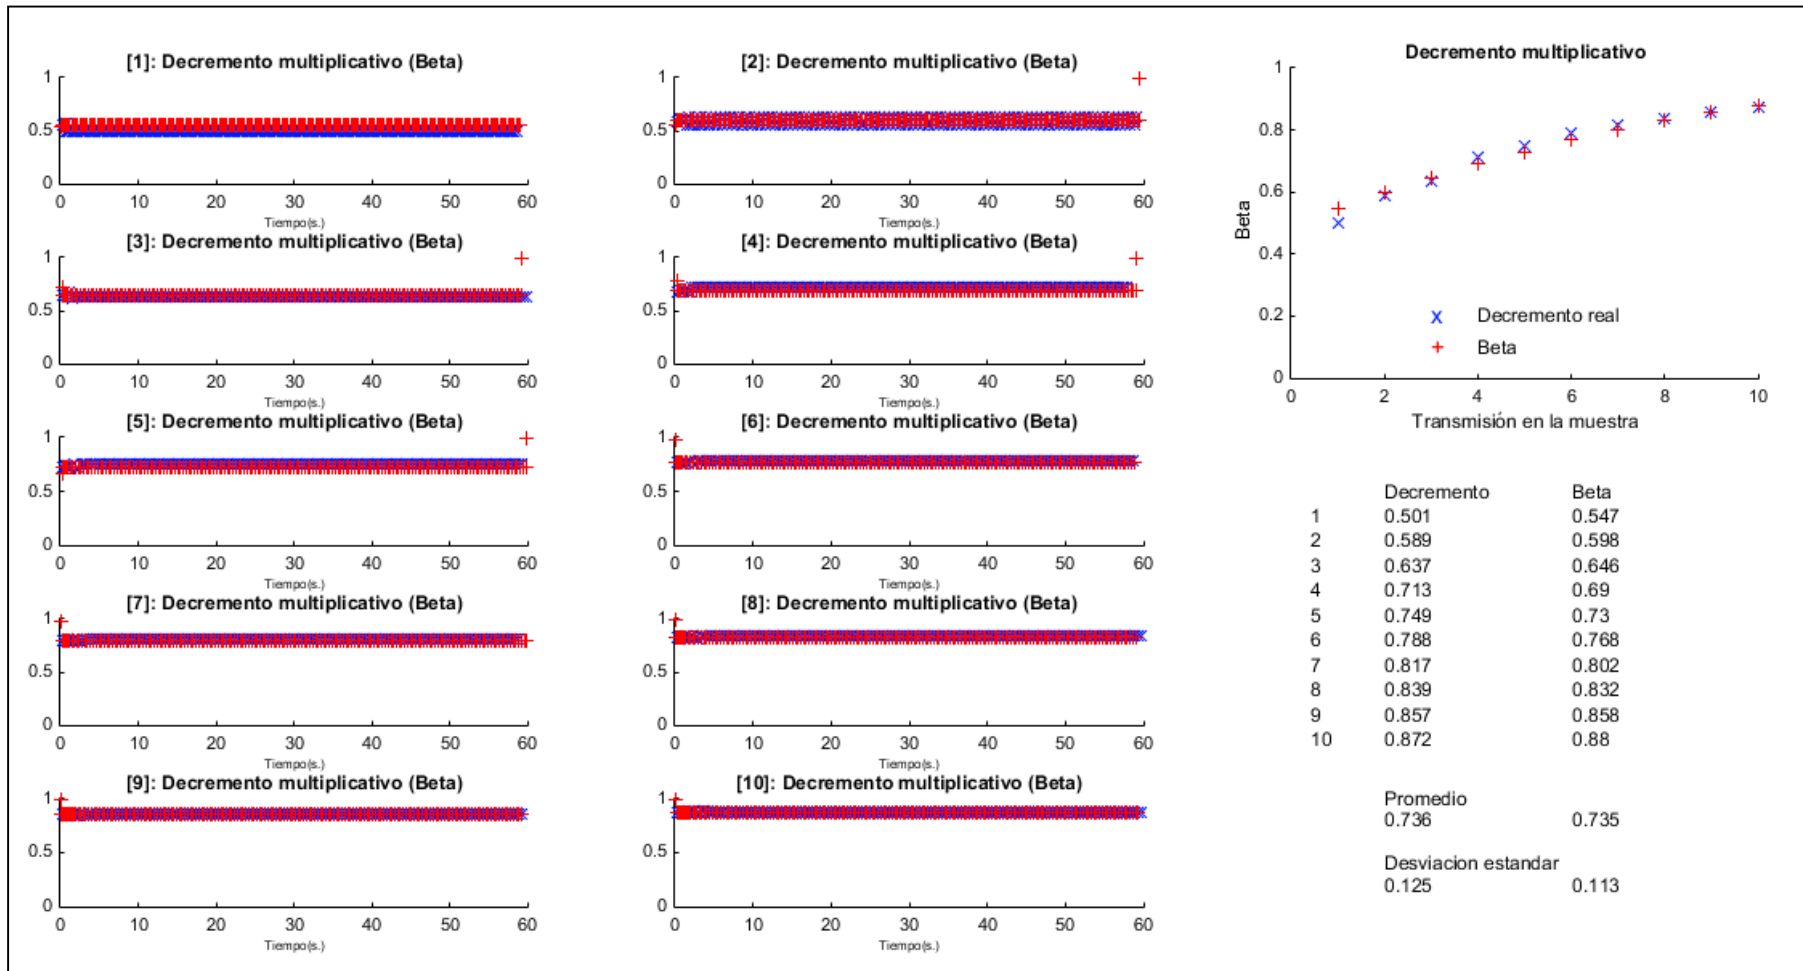 [1]: Decremento multiplicativo (Beta)
1
0.5
0
0 10 20 30 40 50 60
Tiempo(s.)
[2]: Decremento multiplicativo (Beta)
1
0.5
0
0 10 20 30 40 50 60
Tiempo(s.)
[3]: Decremento multiplicativo (Beta)
1
0.5
0
0 10 20 30 40 50 60
Tiempo(s.)
[4]: Decremento multiplicativo (Beta)
1
0.5
0
0 10 20 30 40 50 60
Tiempo(s.)
[5]: Decremento multiplicativo (Beta)
1
0.5
0
0 10 20 30 40 50 60
Tiempo(s.)
[6]: Decremento multiplicativo (Beta)
1
0.5
0
0 10 20 30 40 50 60
Tiempo(s.)
[7]: Decremento multiplicativo (Beta)
1
0.5
0
0 10 20 30 40 50 60
Tiempo(s.)
[8]: Decremento multiplicativo (Beta)
1
0.5
0
0 10 20 30 40 50 60
Tiempo(s.)
[9]: Decremento multiplicativo (Beta)
1
0.5
0
0 10 20 30 40 50 60
Tiempo(s.)
[10]: Decremento multiplicativo (Beta)
1
0.5
0
0 10 20 30 40 50 60
Tiempo(s.)
Decremento multiplicativo
1
0.8
0.6
0.4
0.2
0
Beta
Decremento real
Beta
0 2 4 6 8 10
Transmisión en la muestra
Decremento Beta
1 0.501 0.547
2 0.589 0.598
3 0.637 0.646
4 0.713 0.69
5 0.749 0.73
6 0.788 0.768
7 0.817 0.802
8 0.839 0.832
9 0.857 0.858
10 0.872 0.88
Promedio
0.736 0.735
Desviacion estandar
0.125 0.113